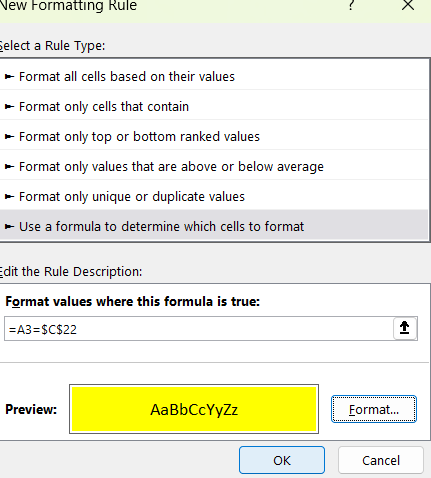 New Formatting Rule ?
Select a Rule Type:
► Format all cells based on their values
► Format only cells that contain
► Format only top or bottom ranked values
► Format only values that are above or below average
► Format only unique or duplicate values
► Use a formula to determine which cells to format
Edit the Rule Description:
Format values where this formula is true:
=A3=$C$22
Preview: AaBbCcYyZz Format...
OK Cancel